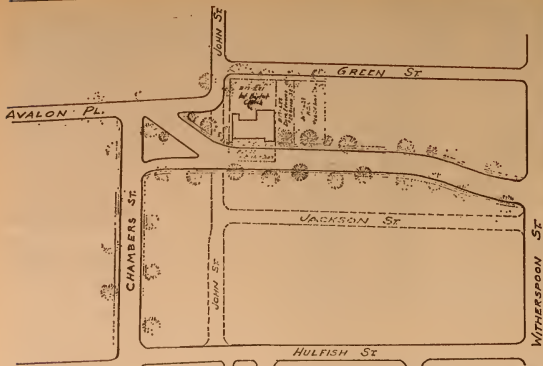 JOHN ST
GREEN ST
AVALON PL.
CHAMBERS ST.
JACKSON ST
JOHN ST
WITHERSPOON ST
HULFISH ST